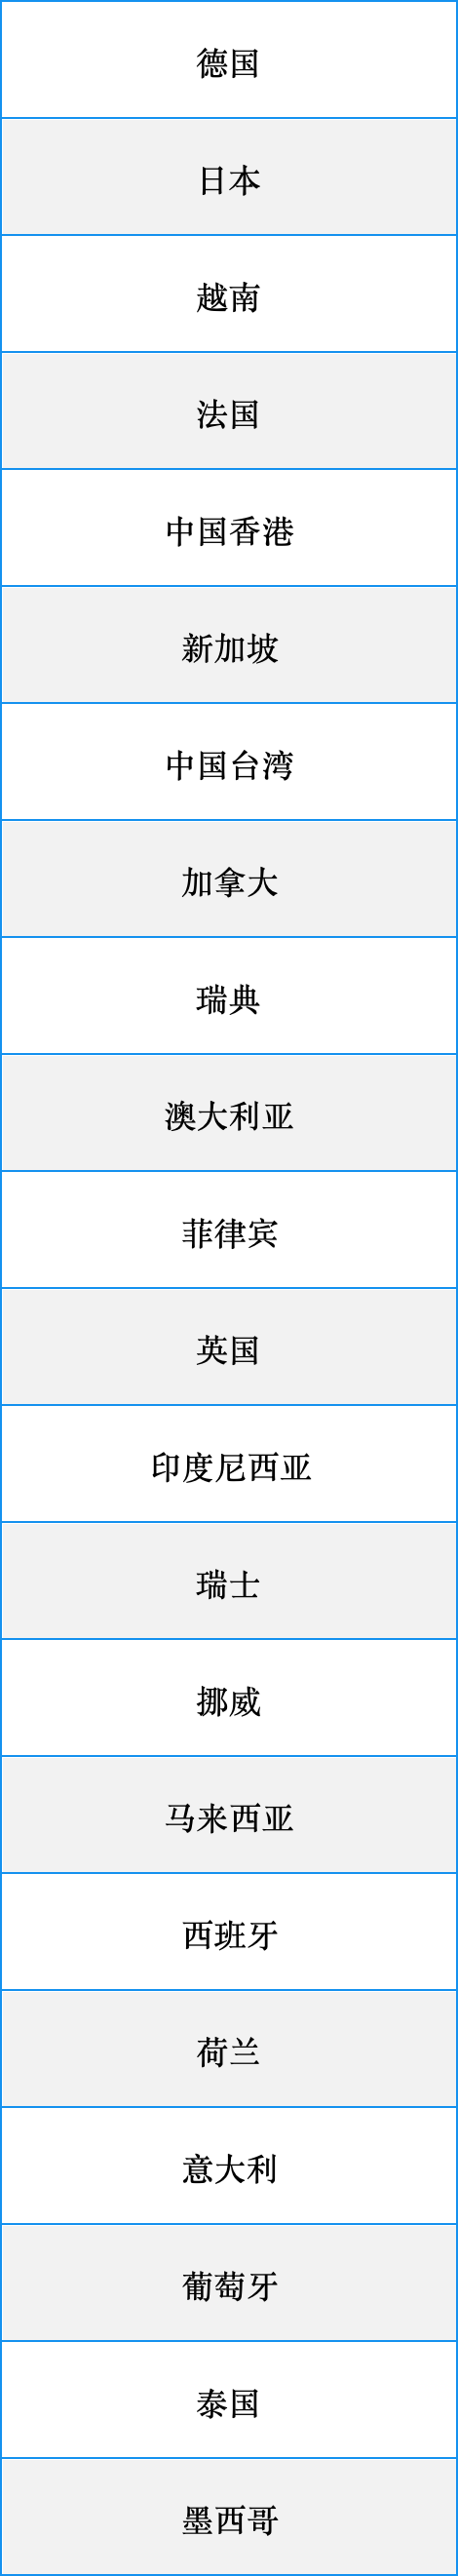 德国
日本
越南
法国
中国香港
新加坡
中国台湾
加拿大
瑞典
澳大利亚
菲律宾
英国
印度尼西亚
瑞士
挪威
马来西亚
西班牙
荷兰
意大利
葡萄牙
泰国
墨西哥